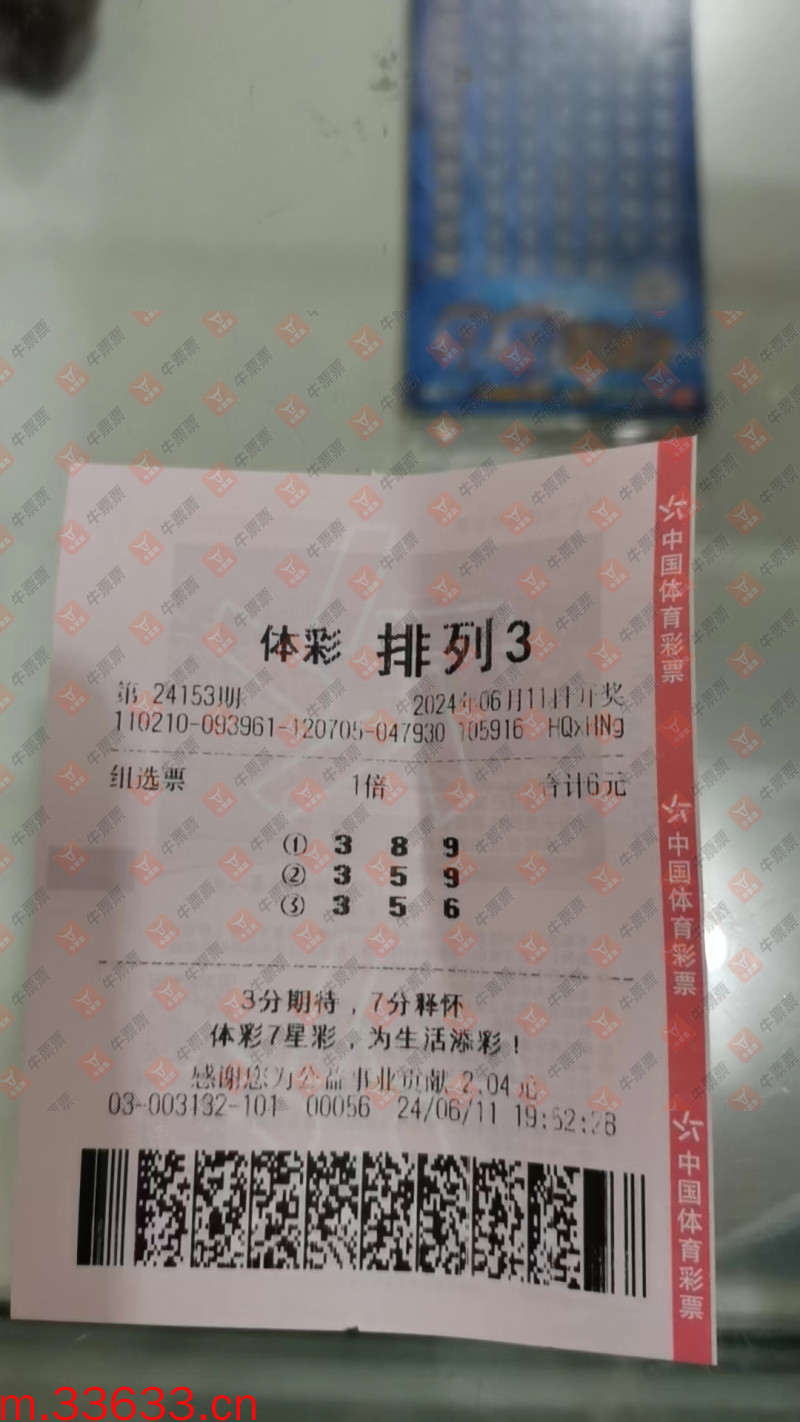 体彩 排列3
第 24153期 2024年06月11日开奖
110210-093961-120705-047930 105916 HQxHNg
组选票 1倍 合计6元
① 3 8 9
② 3 5 9
③ 3 5 6
3分期待，7分释怀
体彩7星彩，为生活添彩！
感谢您为公益事业贡献 2.04元
03-003132-101 00056 24/06/11 19:52:28
中国体育彩票
中国体育彩票
中国体育彩票
牛票票
m.33633.cn